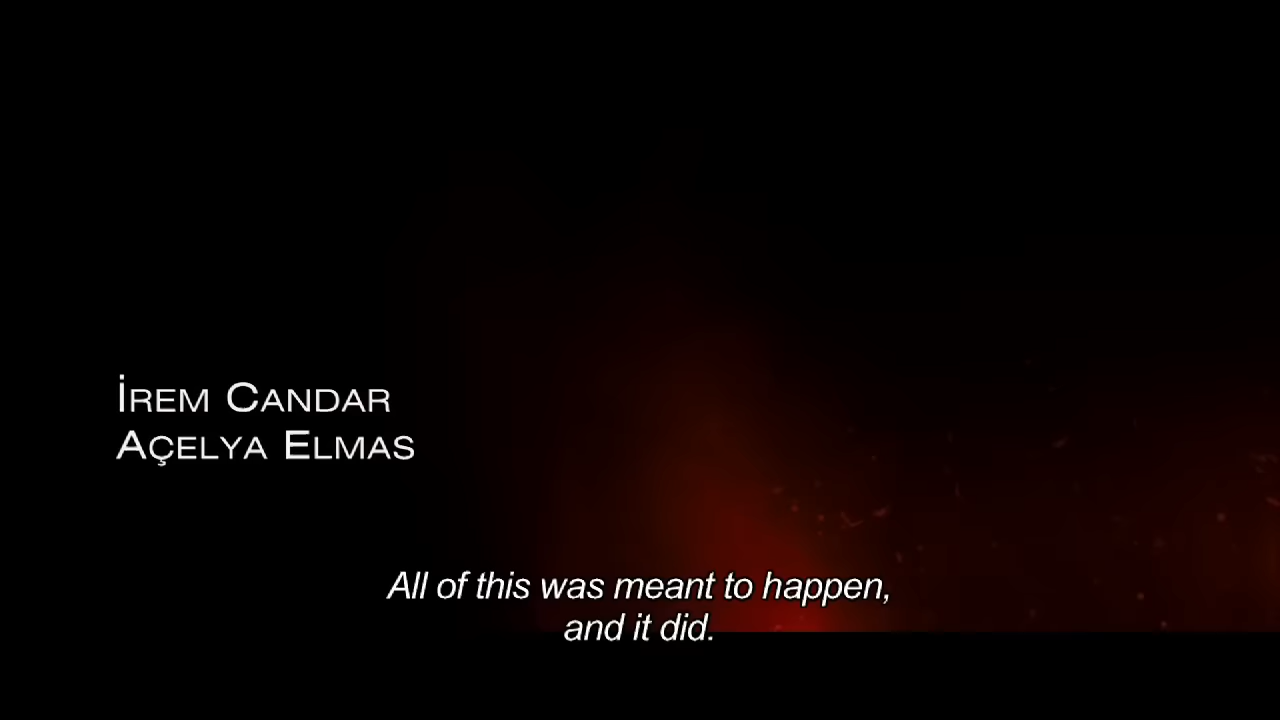 İREM CANDAR
AÇELYA ELMAS
All of this was meant to happen,
and it did.